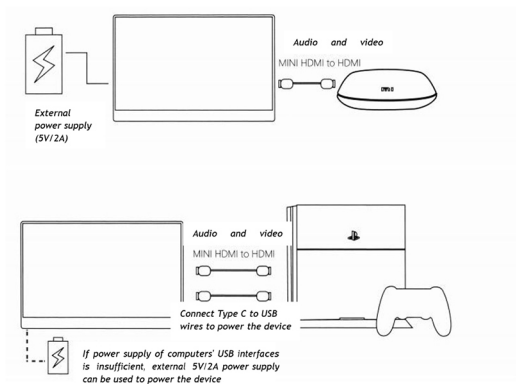 Audio and video
MINI HDMI to HDMI
External
power supply
(5V/2A)
Audio and video
MINI HDMI to HDMI
Connect Type C to USB
wires to power the device
If power supply of computers' USB interfaces
is insufficient, external 5V/2A power supply
can be used to power the device